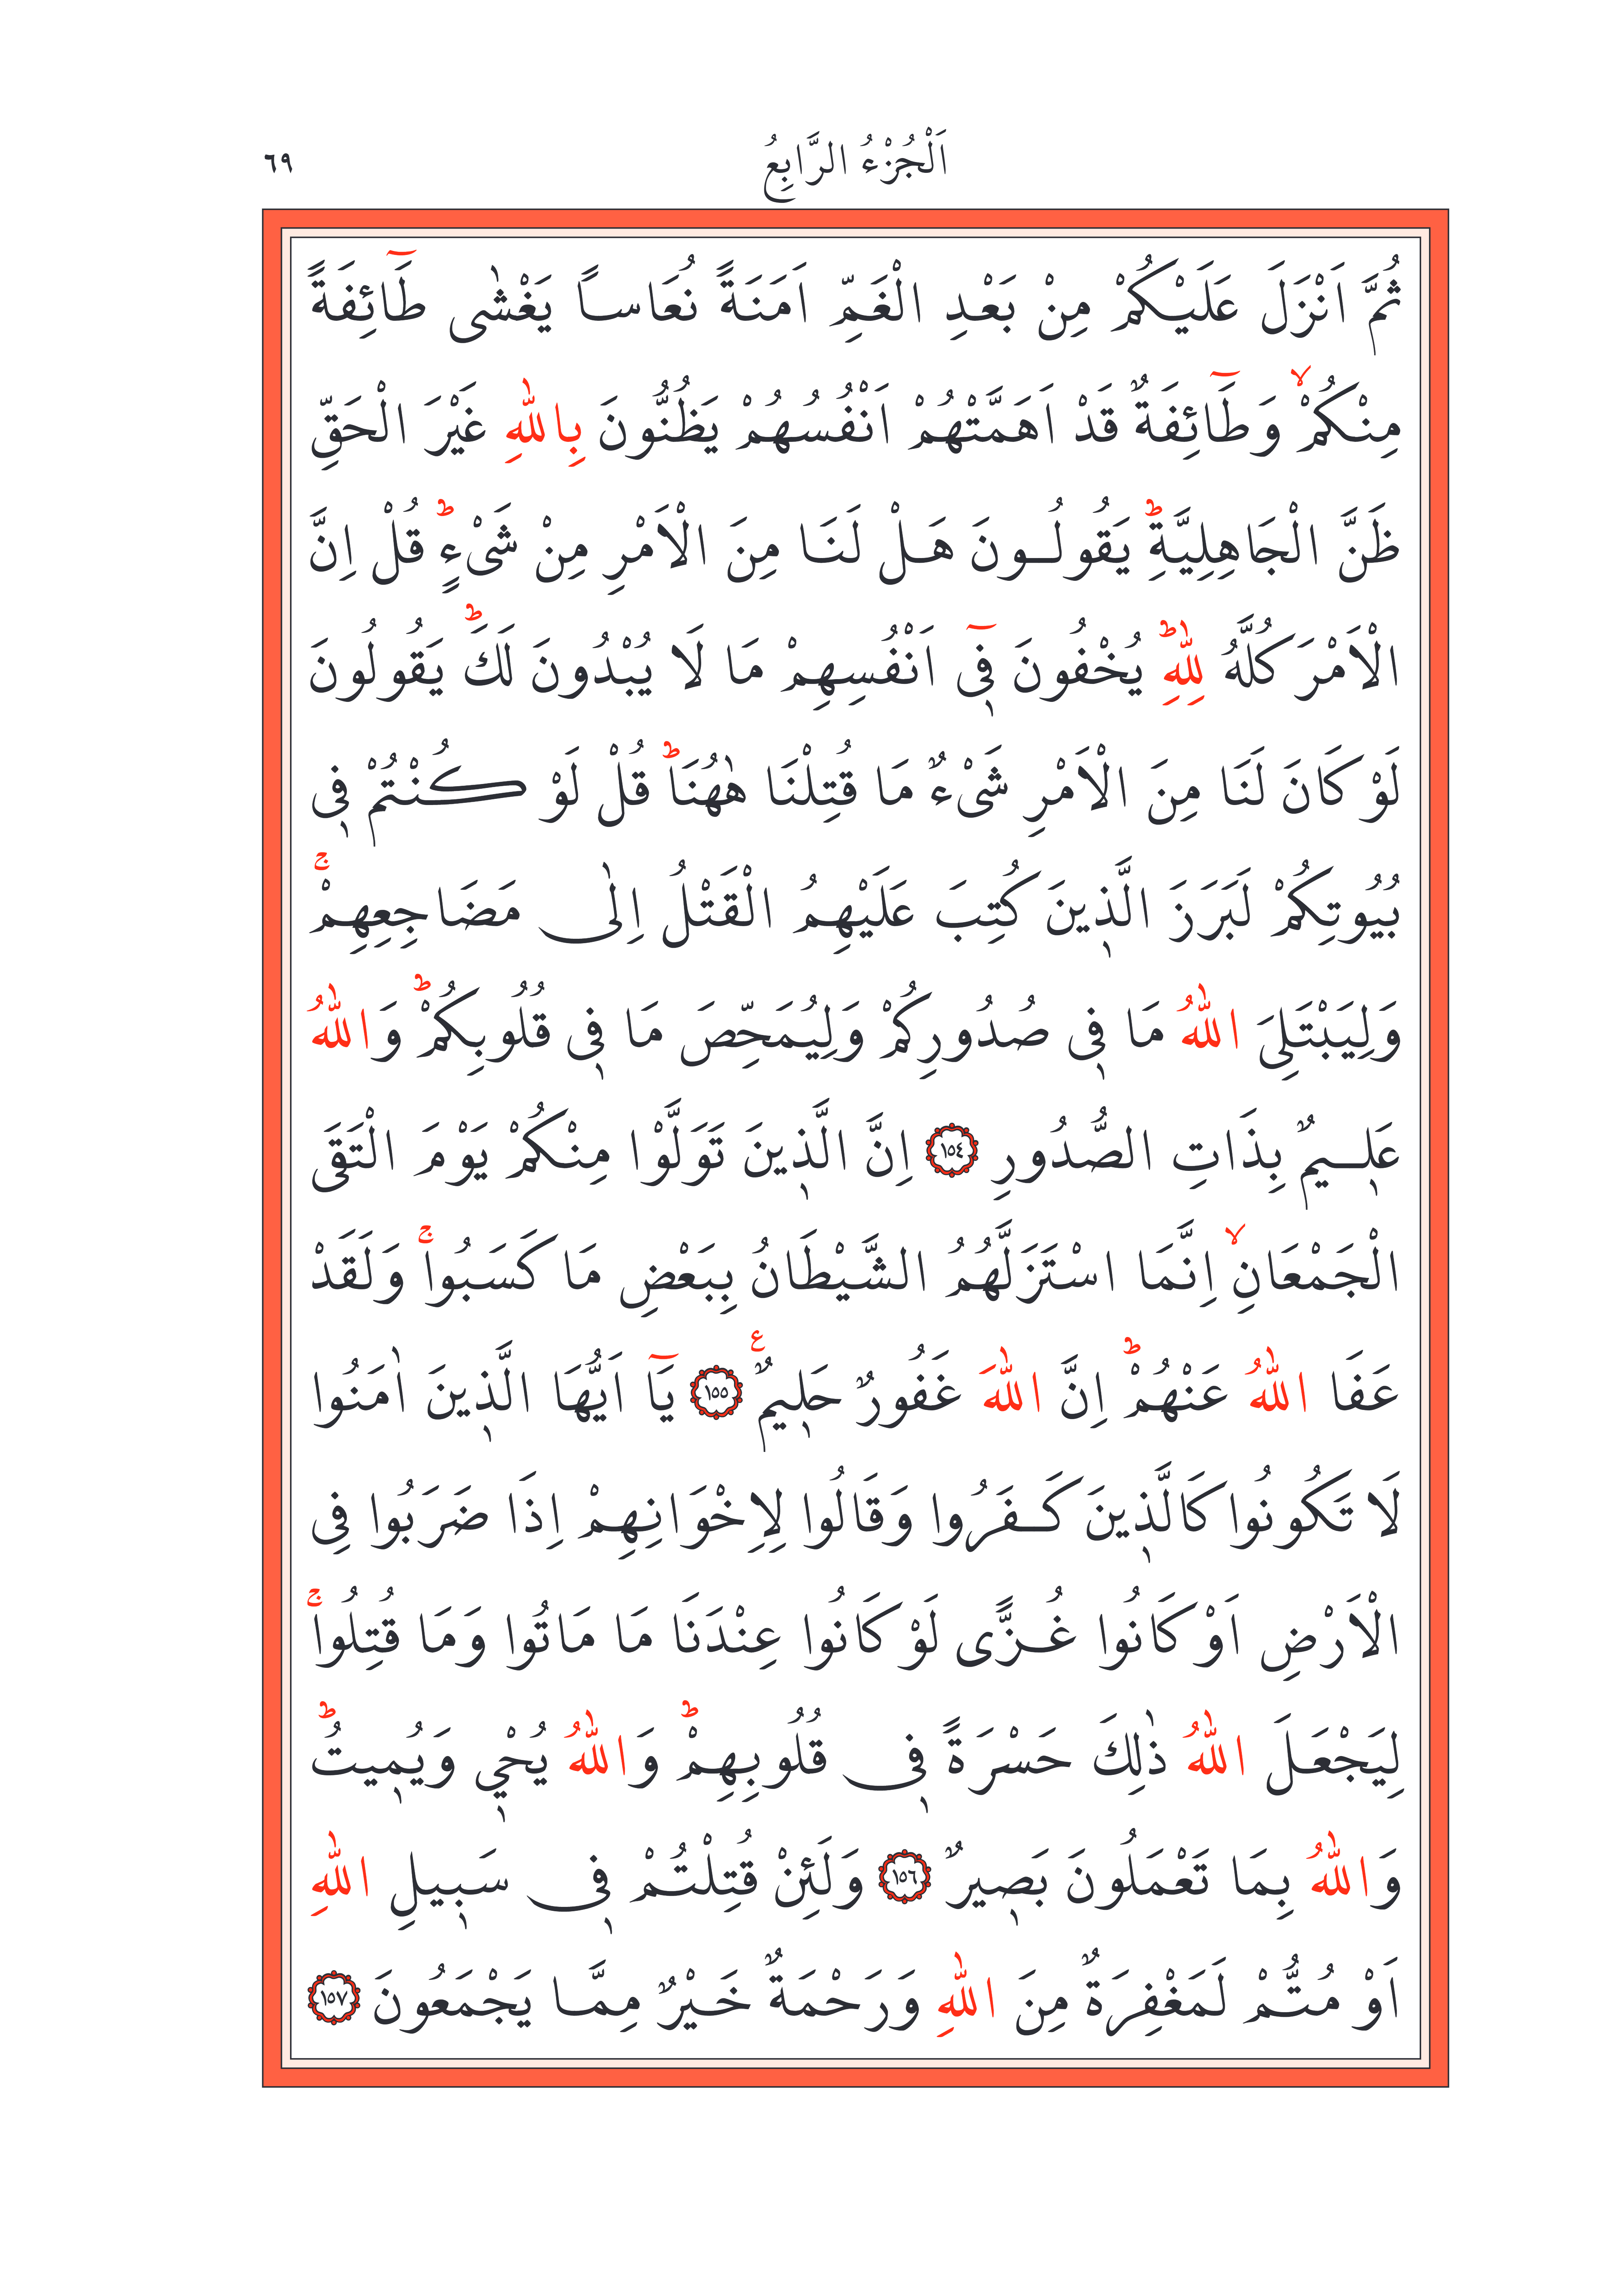 اَلْجُزْءُ الرَّابِعُ ٦٩
ثُمَّ اَنْزَلَ عَلَيْكُمْ مِنْ بَعْدِ الْغَمِّ اَمَنَةً نُعَاساً يَغْشٰى طَٓائِفَةً
مِنْكُمْۙ وَطَٓائِفَةٌ قَدْ اَهَمَّتْهُمْ اَنْفُسُهُمْ يَظُنُّونَ بِاللّٰهِ غَيْرَ الْحَقِّ
ظَنَّ الْجَاهِلِيَّةِؕ يَقُولُونَ هَلْ لَنَا مِنَ الْاَمْرِ مِنْ شَیْءٍؕ قُلْ اِنَّ
الْاَمْرَ كُلَّهُ لِلّٰهِؕ يُخْفُونَ فٖٓى اَنْفُسِهِمْ مَا لَا يُبْدُونَ لَكَؕ يَقُولُونَ
لَوْ كَانَ لَنَا مِنَ الْاَمْرِ شَیْءٌ مَا قُتِلْنَا هٰهُنَاؕ قُلْ لَوْ كُنْتُمْ فٖى
بُيُوتِكُمْ لَبَرَزَ الَّذٖينَ كُتِبَ عَلَيْهِمُ الْقَتْلُ اِلٰى مَضَاجِعِهِمْۚ
وَلِيَبْتَلِىَ اللّٰهُ مَا فٖى صُدُورِكُمْ وَلِيُمَحِّصَ مَا فٖى قُلُوبِكُمْؕ وَاللّٰهُ
عَلٖيمٌ بِذَاتِ الصُّدُورِ ١٥٤ اِنَّ الَّذٖينَ تَوَلَّوْا مِنْكُمْ يَوْمَ الْتَقَى
الْجَمْعَانِۙ اِنَّمَا اسْتَزَلَّهُمُ الشَّيْطَانُ بِبَعْضِ مَا كَسَبُواۚ وَلَقَدْ
عَفَا اللّٰهُ عَنْهُمْؕ اِنَّ اللّٰهَ غَفُورٌ حَلٖيمٌ ع ١٥٥ يَٓا اَيُّهَا الَّذٖينَ اٰمَنُوا
لَا تَكُونُوا كَالَّذٖينَ كَفَرُوا وَقَالُوا لِاِخْوَانِهِمْ اِذَا ضَرَبُوا فِى
الْاَرْضِ اَوْ كَانُوا غُزًّى لَوْ كَانُوا عِنْدَنَا مَا مَاتُوا وَمَا قُتِلُواۚ
لِيَجْعَلَ اللّٰهُ ذٰلِكَ حَسْرَةً فٖى قُلُوبِهِمْؕ وَاللّٰهُ يُحْيٖ وَيُمٖيتُؕ
وَاللّٰهُ بِمَا تَعْمَلُونَ بَصٖيرٌ ١٥٦ وَلَئِنْ قُتِلْتُمْ فٖى سَبٖيلِ اللّٰهِ
اَوْ مُتُّمْ لَمَغْفِرَةٌ مِنَ اللّٰهِ وَرَحْمَةٌ خَيْرٌ مِمَّا يَجْمَعُونَ ١٥٧